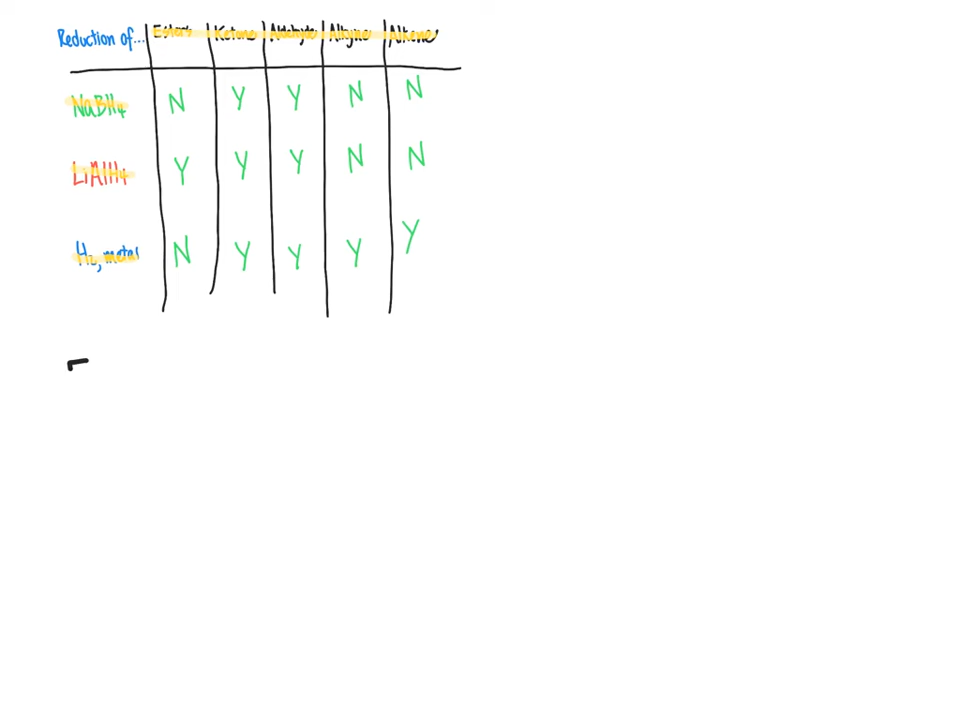 Reduction of... Esters Ketone Aldehyde Alkyne Alkene
NaBH4 N Y Y N N
LiAlH4 Y Y Y N N
H2, metal N Y Y Y Y